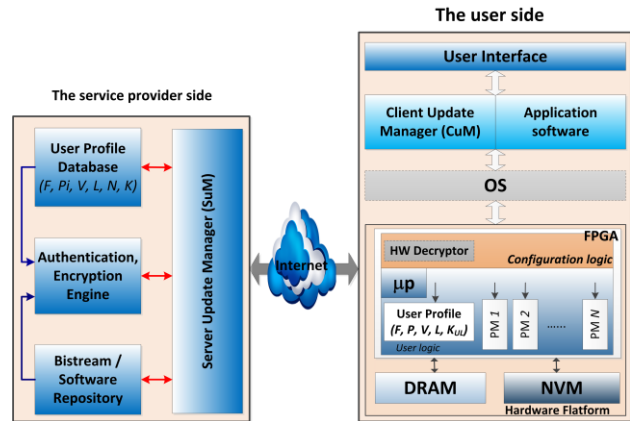 The service provider side
User Profile
Database
(F, Pi, V, L, N, K)
Authentication,
Encryption
Engine
Bistream /
Software
Repository
Server Update Manager (SuM)
Internet
The user side
User Interface
Client Update
Manager (CuM)
Application
software
OS
FPGA
HW Decryptor
Configuration logic
μp
User Profile
(F, P, V, L, KUL)
User logic
PM 1
PM 2
......
PM N
DRAM
NVM
Hardware Flatform